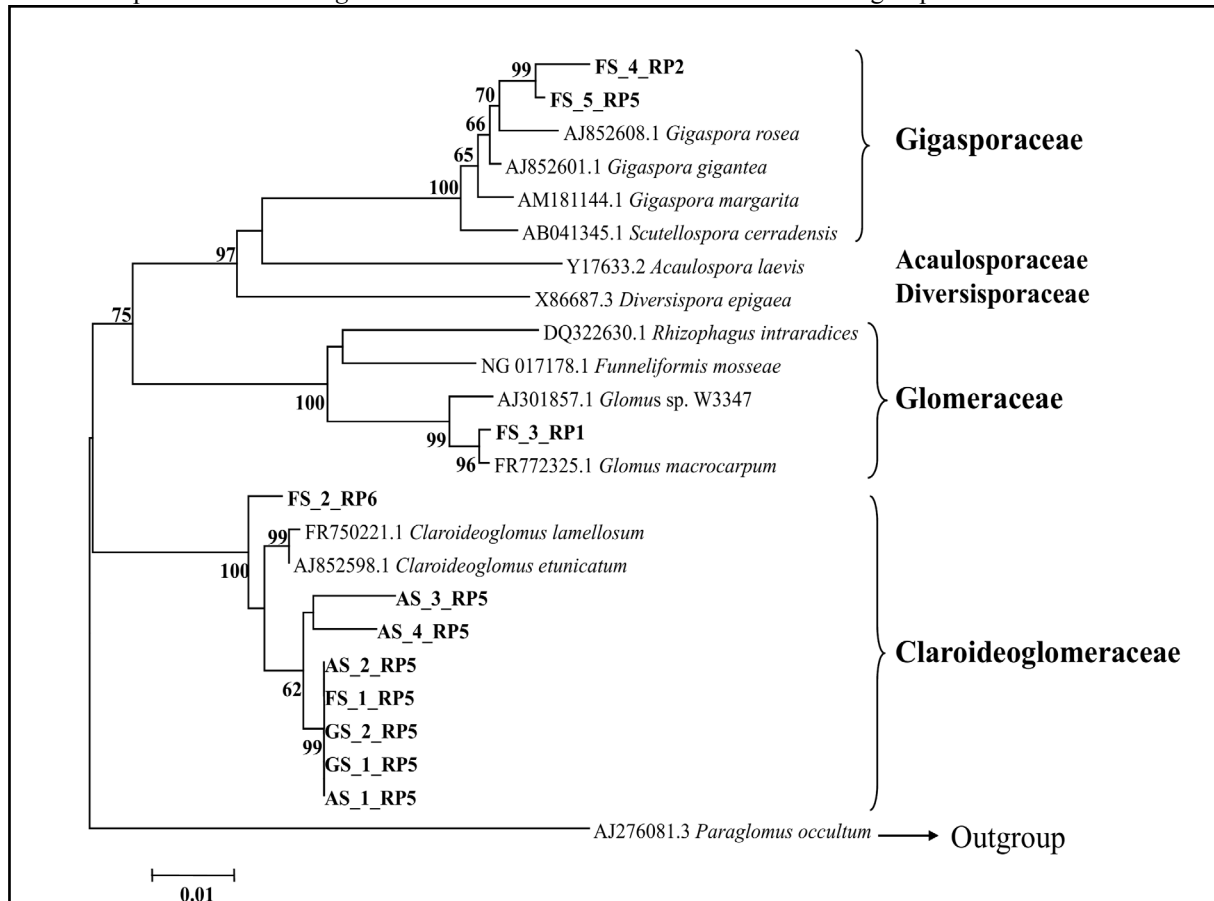 99
FS_4_RP2
FS_5_RP5
70
AJ852608.1 Gigaspora rosea
66
AJ852601.1 Gigaspora gigantea
65
AM181144.1 Gigaspora margarita
100
AB041345.1 Scutellospora cerradensis
Gigasporaceae
97
Y17633.2 Acaulospora laevis
Acaulosporaceae
X86687.3 Diversispora epigaea
Diversisporaceae
75
DQ322630.1 Rhizophagus intraradices
NG 017178.1 Funneliformis mosseae
100
AJ301857.1 Glomus sp. W3347
99
FS_3_RP1
96
FR772325.1 Glomus macrocarpum
Glomeraceae
FS_2_RP6
99
FR750221.1 Claroideoglomus lamellosum
100
AJ852598.1 Claroideoglomus etunicatum
AS_3_RP5
AS_4_RP5
62
AS_2_RP5
FS_1_RP5
GS_2_RP5
99
GS_1_RP5
AS_1_RP5
Claroideoglomeraceae
AJ276081.3 Paraglomus occultum
Outgroup
0.01